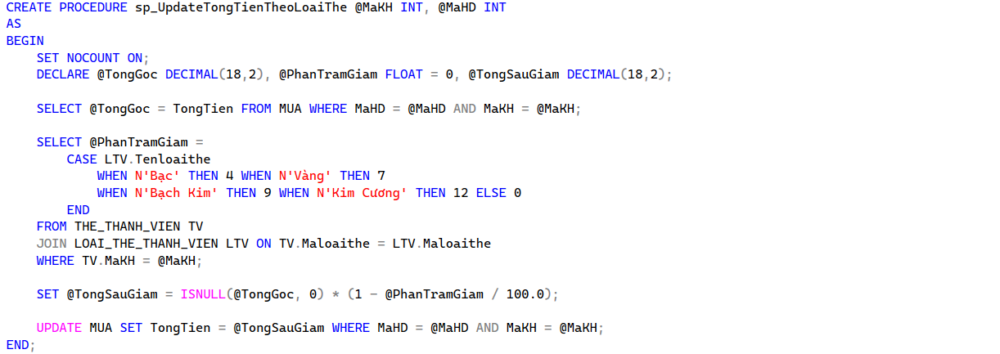 CREATE PROCEDURE sp_UpdateTongTienTheoLoaiThe @MaKH INT, @MaHD INT
AS
BEGIN
    SET NOCOUNT ON;
    DECLARE @TongGoc DECIMAL(18,2), @PhanTramGiam FLOAT = 0, @TongSauGiam DECIMAL(18,2);

    SELECT @TongGoc = TongTien FROM MUA WHERE MaHD = @MaHD AND MaKH = @MaKH;

    SELECT @PhanTramGiam =
        CASE LTV.Tenloaithe
            WHEN N'Bạc' THEN 4 WHEN N'Vàng' THEN 7
            WHEN N'Bạch Kim' THEN 9 WHEN N'Kim Cương' THEN 12 ELSE 0
        END
    FROM THE_THANH_VIEN TV
    JOIN LOAI_THE_THANH_VIEN LTV ON TV.Maloaithe = LTV.Maloaithe
    WHERE TV.MaKH = @MaKH;

    SET @TongSauGiam = ISNULL(@TongGoc, 0) * (1 - @PhanTramGiam / 100.0);

    UPDATE MUA SET TongTien = @TongSauGiam WHERE MaHD = @MaHD AND MaKH = @MaKH;
END;